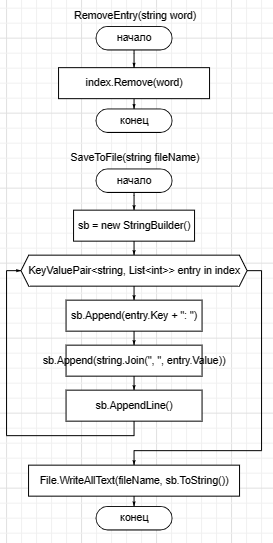 RemoveEntry(string word)
начало
index.Remove(word)
конец
SaveToFile(string fileName)
начало
sb = new StringBuilder()
KeyValuePair<string, List<int>> entry in index
sb.Append(entry.Key + ": ")
sb.Append(string.Join(", ", entry.Value))
sb.AppendLine()
File.WriteAllText(fileName, sb.ToString())
конец